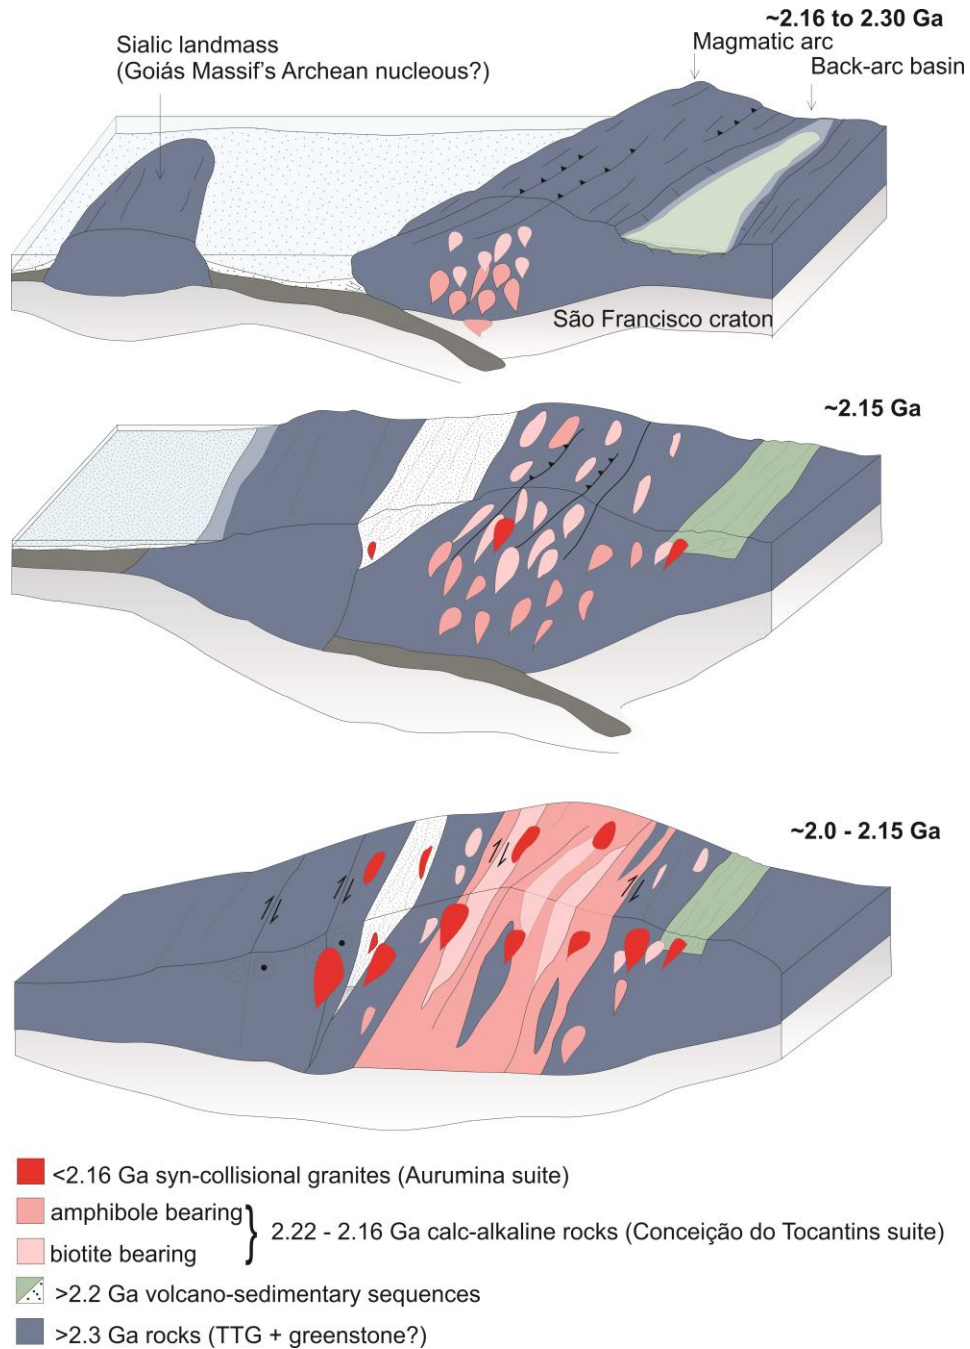 ~2.16 to 2.30 Ga
Sialic landmass
(Goiás Massif's Archean nucleous?)
Magmatic arc
Back-arc basin
São Francisco craton
~2.15 Ga
~2.0 - 2.15 Ga
<2.16 Ga syn-collisional granites (Aurumina suite)
amphibole bearing
biotite bearing
} 2.22 - 2.16 Ga calc-alkaline rocks (Conceição do Tocantins suite)
>2.2 Ga volcano-sedimentary sequences
>2.3 Ga rocks (TTG + greenstone?)